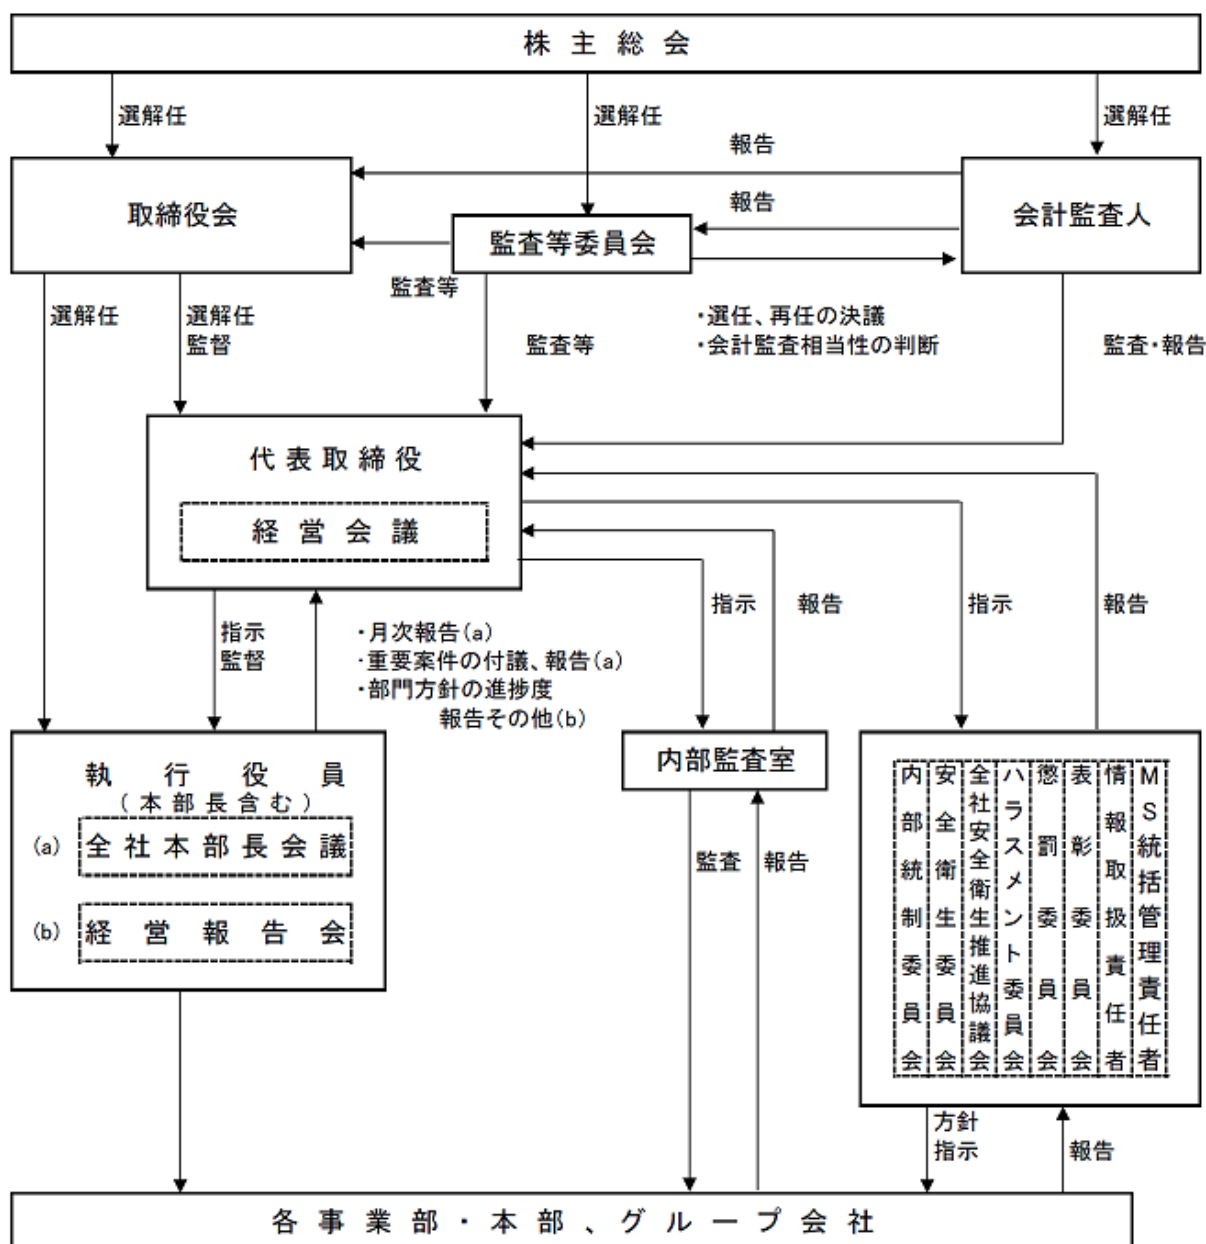 株主総会
選解任
選解任
選解任
報告
取締役会
会計監査人
報告
監査等委員会
監査等
選解任
選解任
監督
監査等
・選任、再任の決議
・会計監査相当性の判断
監査・報告
代表取締役
経営会議
指示
監督
・月次報告(a)
・重要案件の付議、報告(a)
・部門方針の進捗度
報告その他(b)
指示
報告
指示
報告
執行役員
(本部長含む)
(a)
全社本部長会議
(b)
経営報告会
内部監査室
監査
報告
内部統制委員会
安全衛生委員会
全社安全衛生推進協議会
ハラスメント委員会
懲罰委員会
表彰委員会
情報取扱責任者
MS統括管理責任者
方針
指示
報告
各事業部・本部、グループ会社